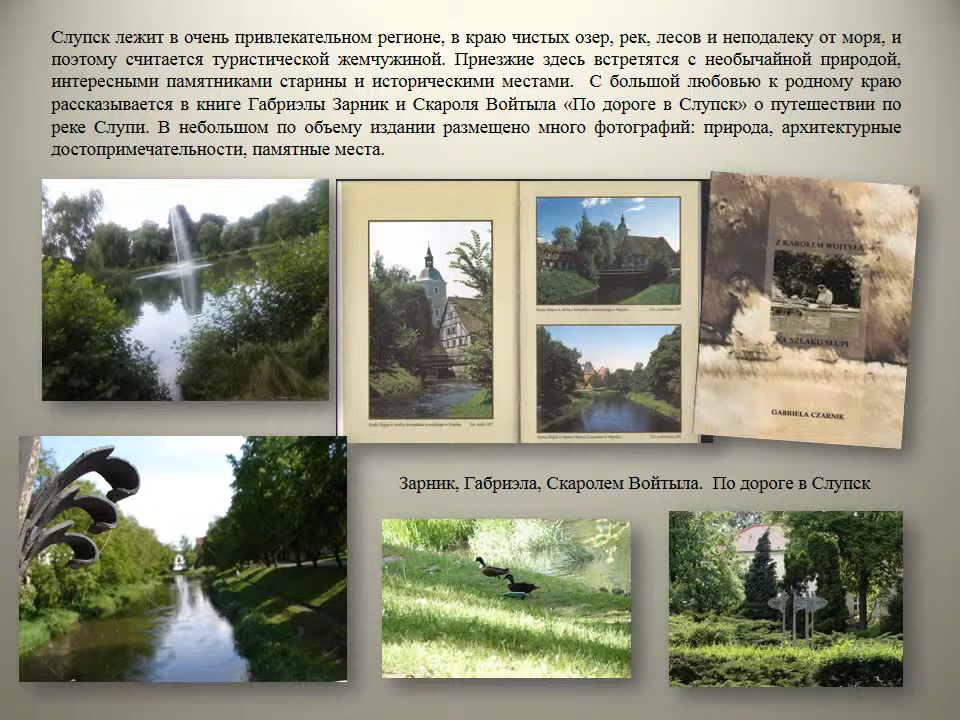 Слупск лежит в очень привлекательном регионе, в краю чистых озер, рек, лесов и неподалеку от моря, и
поэтому считается туристической жемчужиной. Приезжие здесь встретятся с необычайной природой,
интересными памятниками старины и историческими местами. С большой любовью к родному краю
рассказывается в книге Габриэлы Зарник и Скароля Войтыла «По дороге в Слупск» о путешествии по
реке Слупи. В небольшом по объему издании размещено много фотографий: природа, архитектурные
достопримечательности, памятные места.
Z KAROLEM WOJTYŁĄ
NA SZLAKU SŁUPI
GABRIELA CZARNIK
Зарник, Габриэла, Скаролем Войтыла. По дороге в Слупск